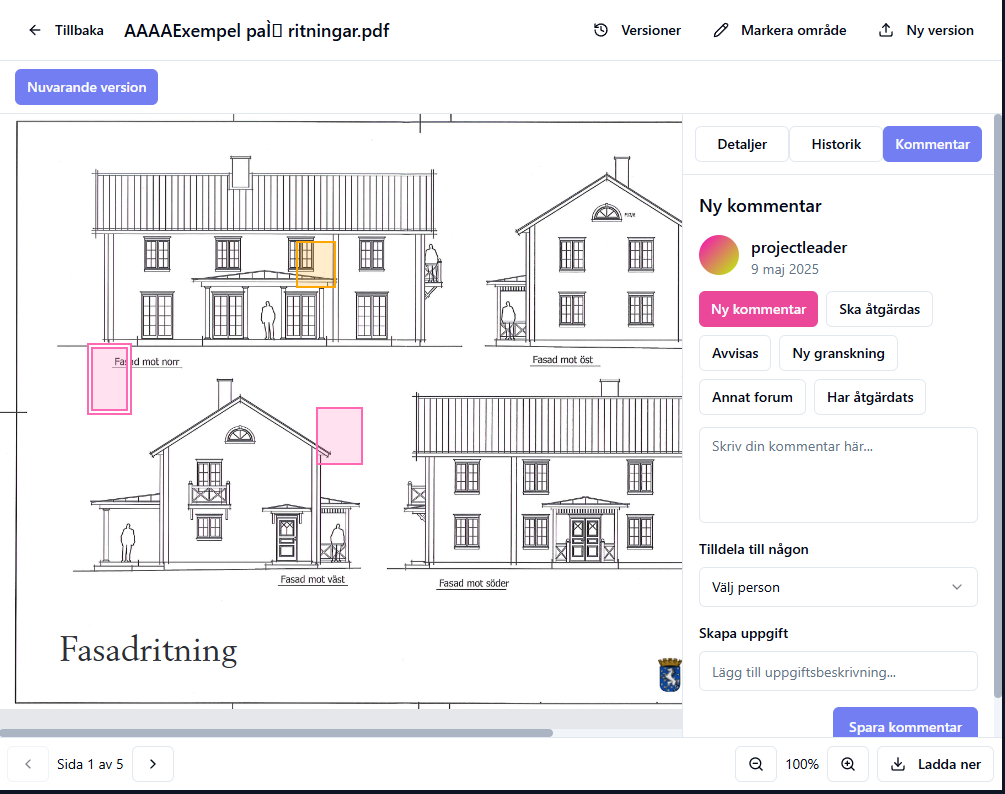 Tillbaka AAAAExempel paÌ▯ ritningar.pdf Versioner Markera område Ny version
Nuvarande version
Detaljer Historik Kommentar
Ny kommentar
projectleader
9 maj 2025
Ny kommentar Ska åtgärdas
Avvisas Ny granskning
Annat forum Har åtgärdats
Skriv din kommentar här...
Tilldela till någon
Välj person
Skapa uppgift
Lägg till uppgiftsbeskrivning...
Spara kommentar
Fasad mot norr
Fasad mot öst
Fasad mot väst
Fasad mot söder
Fasadritning
Sida 1 av 5 100% Ladda ner